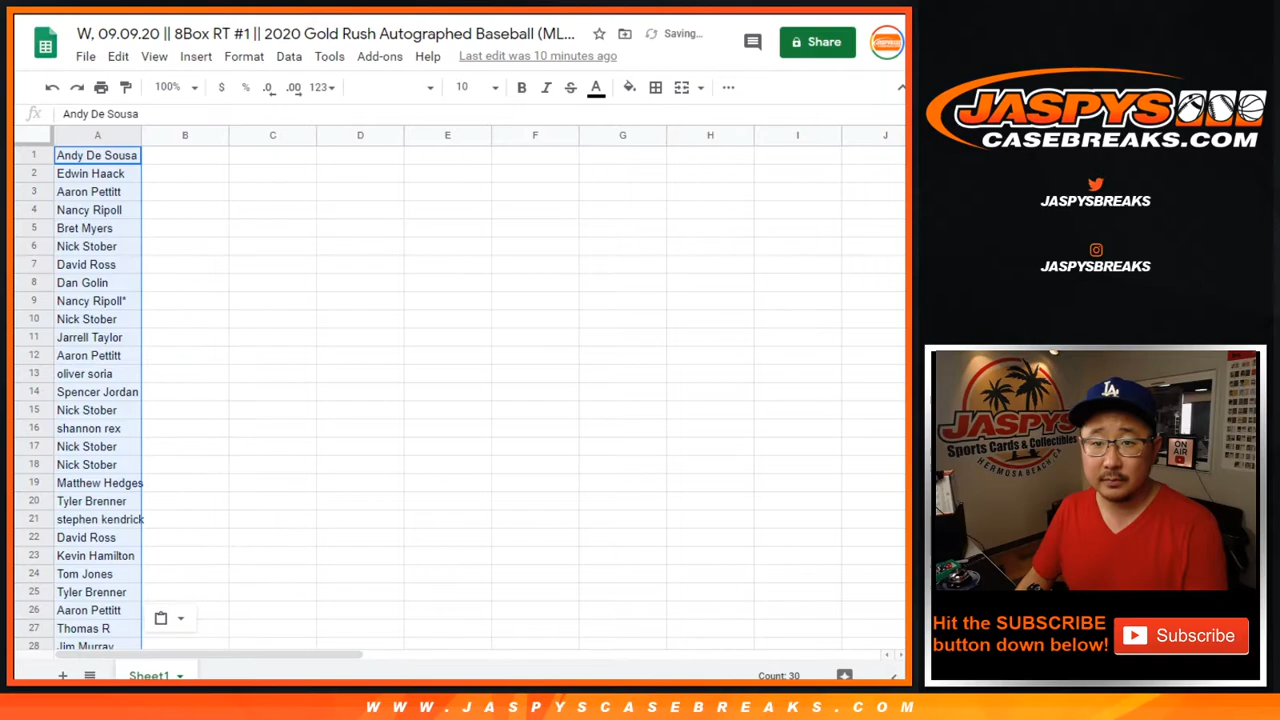 W, 09.09.20 || 8Box RT #1 || 2020 Gold Rush Autographed Baseball (ML...
Saving...
Share
File Edit View Insert Format Data Tools Add-ons Help Last edit was 10 minutes ago
100% $ % .0 .00 123 10 B I S A
fx Andy De Sousa
A B C D E F G H I J
1 Andy De Sousa
2 Edwin Haack
3 Aaron Pettitt
4 Nancy Ripoll
5 Bret Myers
6 Nick Stober
7 David Ross
8 Dan Golin
9 Nancy Ripoll*
10 Nick Stober
11 Jarrell Taylor
12 Aaron Pettitt
13 oliver soria
14 Spencer Jordan
15 Nick Stober
16 shannon rex
17 Nick Stober
18 Nick Stober
19 Matthew Hedges
20 Tyler Brenner
21 stephen kendrick
22 David Ross
23 Kevin Hamilton
24 Tom Jones
25 Tyler Brenner
26 Aaron Pettitt
27 Thomas R
28 Jim Murray
Sheet1
Count: 30
JASPYS
CASEBREAKS.COM
JASPYSBREAKS
JASPYSBREAKS
JASPYS
Sports Cards & Collectibles
HERMOSA BEACH, CA
LA
ON
AIR
Hit the SUBSCRIBE
button down below!
Subscribe
WWW.JASPYSCASEBREAKS.COM